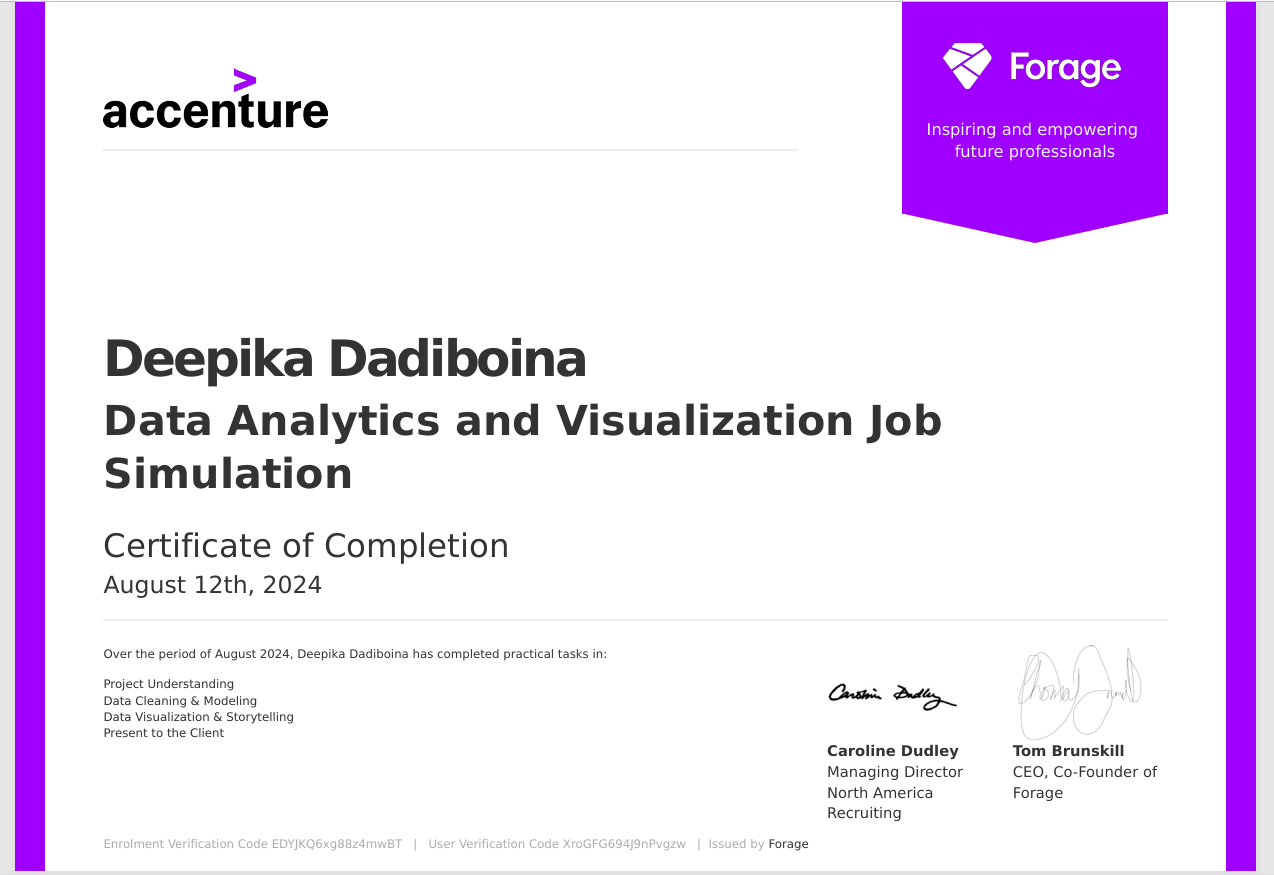 accenture
Forage
Inspiring and empowering
future professionals
Deepika Dadiboina
Data Analytics and Visualization Job
Simulation
Certificate of Completion
August 12th, 2024
Over the period of August 2024, Deepika Dadiboina has completed practical tasks in:
Project Understanding
Data Cleaning & Modeling
Data Visualization & Storytelling
Present to the Client
Caroline Dudley
Caroline Dudley
Managing Director
North America
Recruiting
Tom Brunskill
CEO, Co-Founder of
Forage
Enrolment Verification Code EDYJKQ6xg88z4mwBT | User Verification Code XroGFG694J9nPvgzw | Issued by Forage